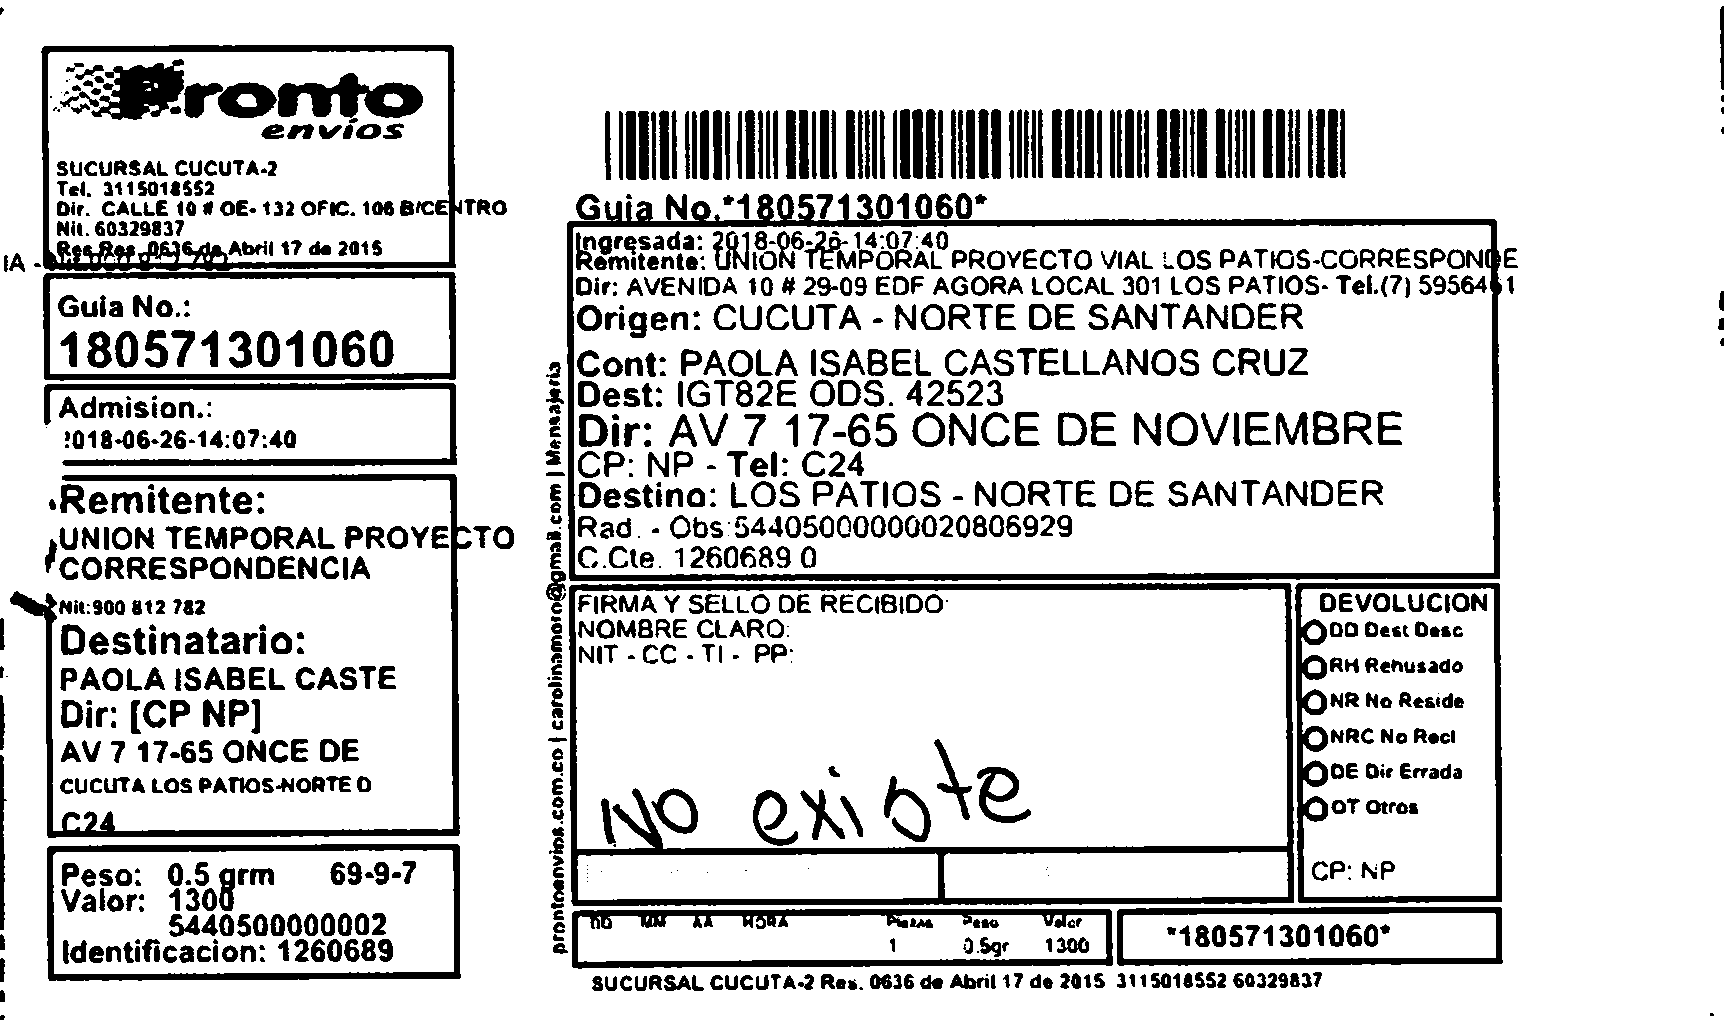 Pronto
envíos
SUCURSAL CUCUTA-2
Tel. 3115018552
Dir. CALLE 10 # OE- 132 OFIC. 106 B/CENTRO
Nit. 60329837
Res.Res. 0636 de Abril 17 de 2015
IA -
Guia No.:
180571301060
Admision.:
2018-06-26-14:07:40
Remitente:
UNION TEMPORAL PROYECTO
CORRESPONDENCIA
Nit:900 812 782
Destinatario:
PAOLA ISABEL CASTE
Dir: [CP NP]
AV 7 17-65 ONCE DE
CUCUTA LOS PATIOS-NORTE D
C24
Peso: 0.5 grm 69-9-7
Valor: 1300
5440500000002
Identificacion: 1260689
prontoenvios.com.co | carolinamoro@gmail.com | Mensajeria
Guia No.*180571301060*
Ingresada: 2018-06-26-14:07:40
Remitente: UNION TEMPORAL PROYECTO VIAL LOS PATIOS-CORRESPONDE
Dir: AVENIDA 10 # 29-09 EDF AGORA LOCAL 301 LOS PATIOS- Tel.(7) 5956461
Origen: CUCUTA - NORTE DE SANTANDER
Cont: PAOLA ISABEL CASTELLANOS CRUZ
Dest: IGT82E ODS. 42523
Dir: AV 7 17-65 ONCE DE NOVIEMBRE
CP: NP - Tel: C24
Destino: LOS PATIOS - NORTE DE SANTANDER
Rad. - Obs:54405000000020806929
C.Cte. 1260689 0
FIRMA Y SELLO DE RECIBIDO:
NOMBRE CLARO:
NIT - CC - TI - PP:
No existe
DEVOLUCION
DD Dest Desc
RH Rehusado
NR No Reside
NRC No Recl
DE Dir Errada
OT Otros
CP: NP
DD MM AA HORA Piezas Peso Valor
1 0.5gr 1300
*180571301060*
SUCURSAL CUCUTA-2 Res. 0636 de Abril 17 de 2015 3115018552 60329837